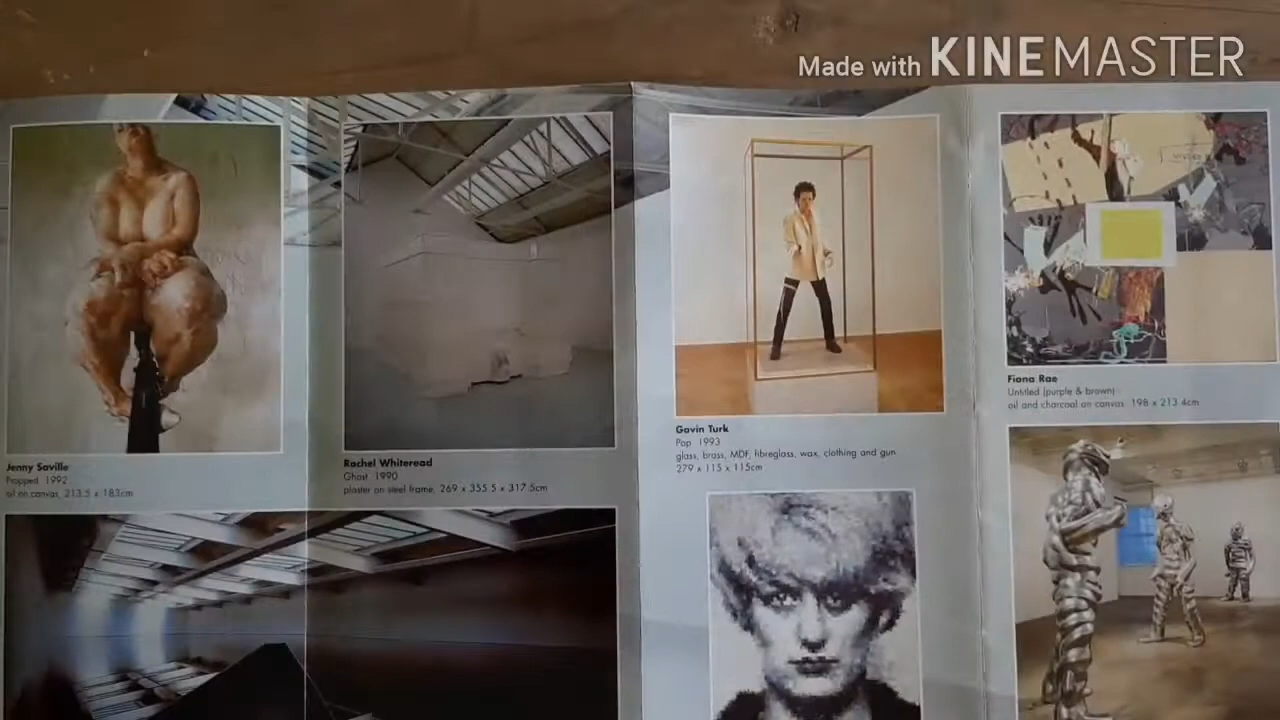 Made with KINEMASTER
Jenny Saville
Propped 1992
oil on canvas, 213.5 x 183cm
Rachel Whiteread
Ghost 1990
plaster on steel frame, 269 x 355.5 x 317.5cm
Gavin Turk
Pop 1993
glass, brass, MDF, fibreglass, wax, clothing and gun
279 x 115 x 115cm
Fiona Rae
Untitled (purple & brown)
oil and charcoal on canvas 198 x 213.4cm